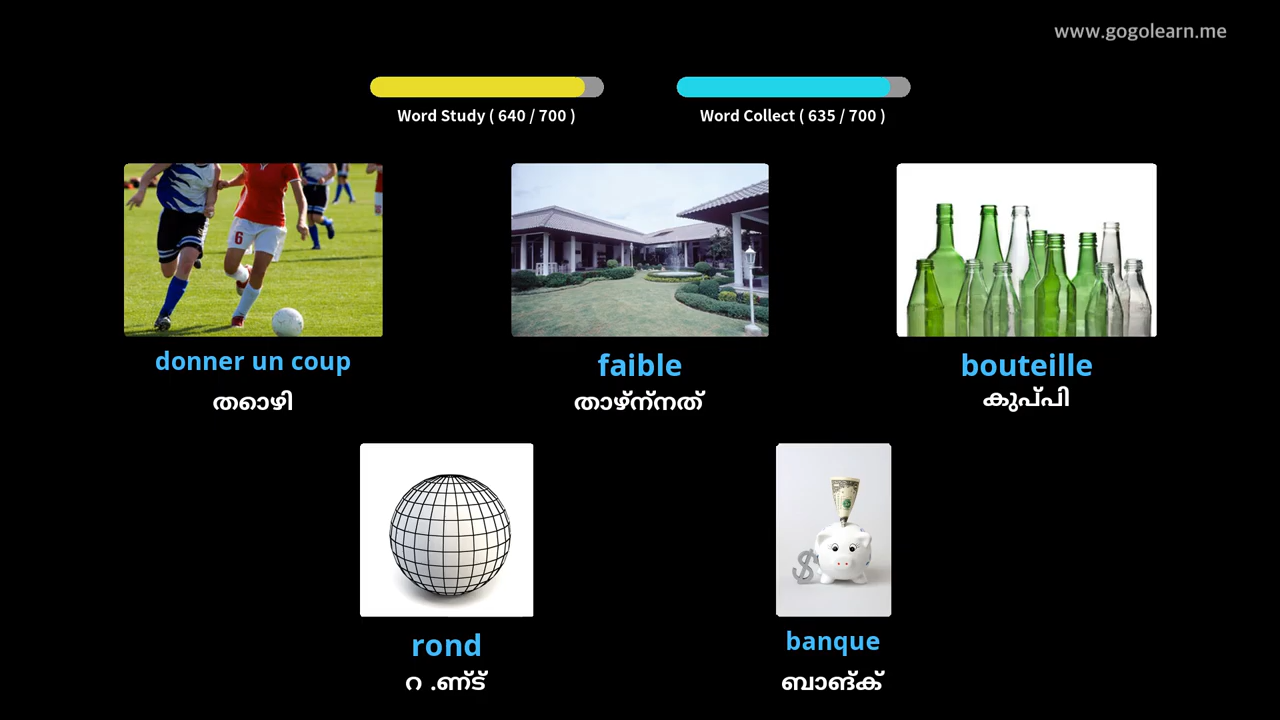 www.gogolearn.me
Word Study ( 640 / 700 )
Word Collect ( 635 / 700 )
donner un coup
faible
bouteille
തൊഴി
താഴ്ന്നത്
കുപ്പി
6
rond
banque
റ .ണ്ട്
ബാങ്ക്